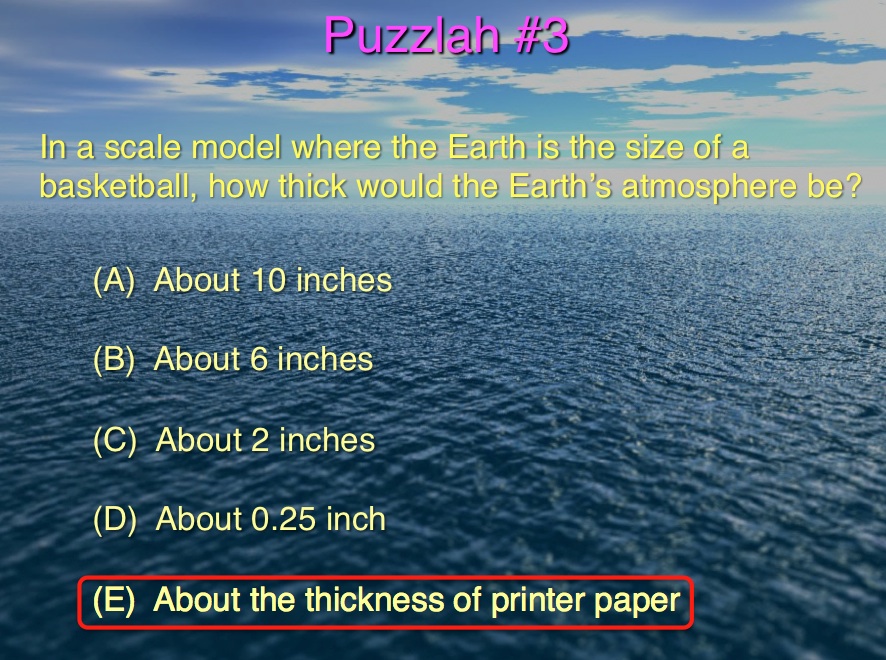 Puzzlah #3
In a scale model where the Earth is the size of a
basketball, how thick would the Earth’s atmosphere be?
(A) About 10 inches
(B) About 6 inches
(C) About 2 inches
(D) About 0.25 inch
(E) About the thickness of printer paper